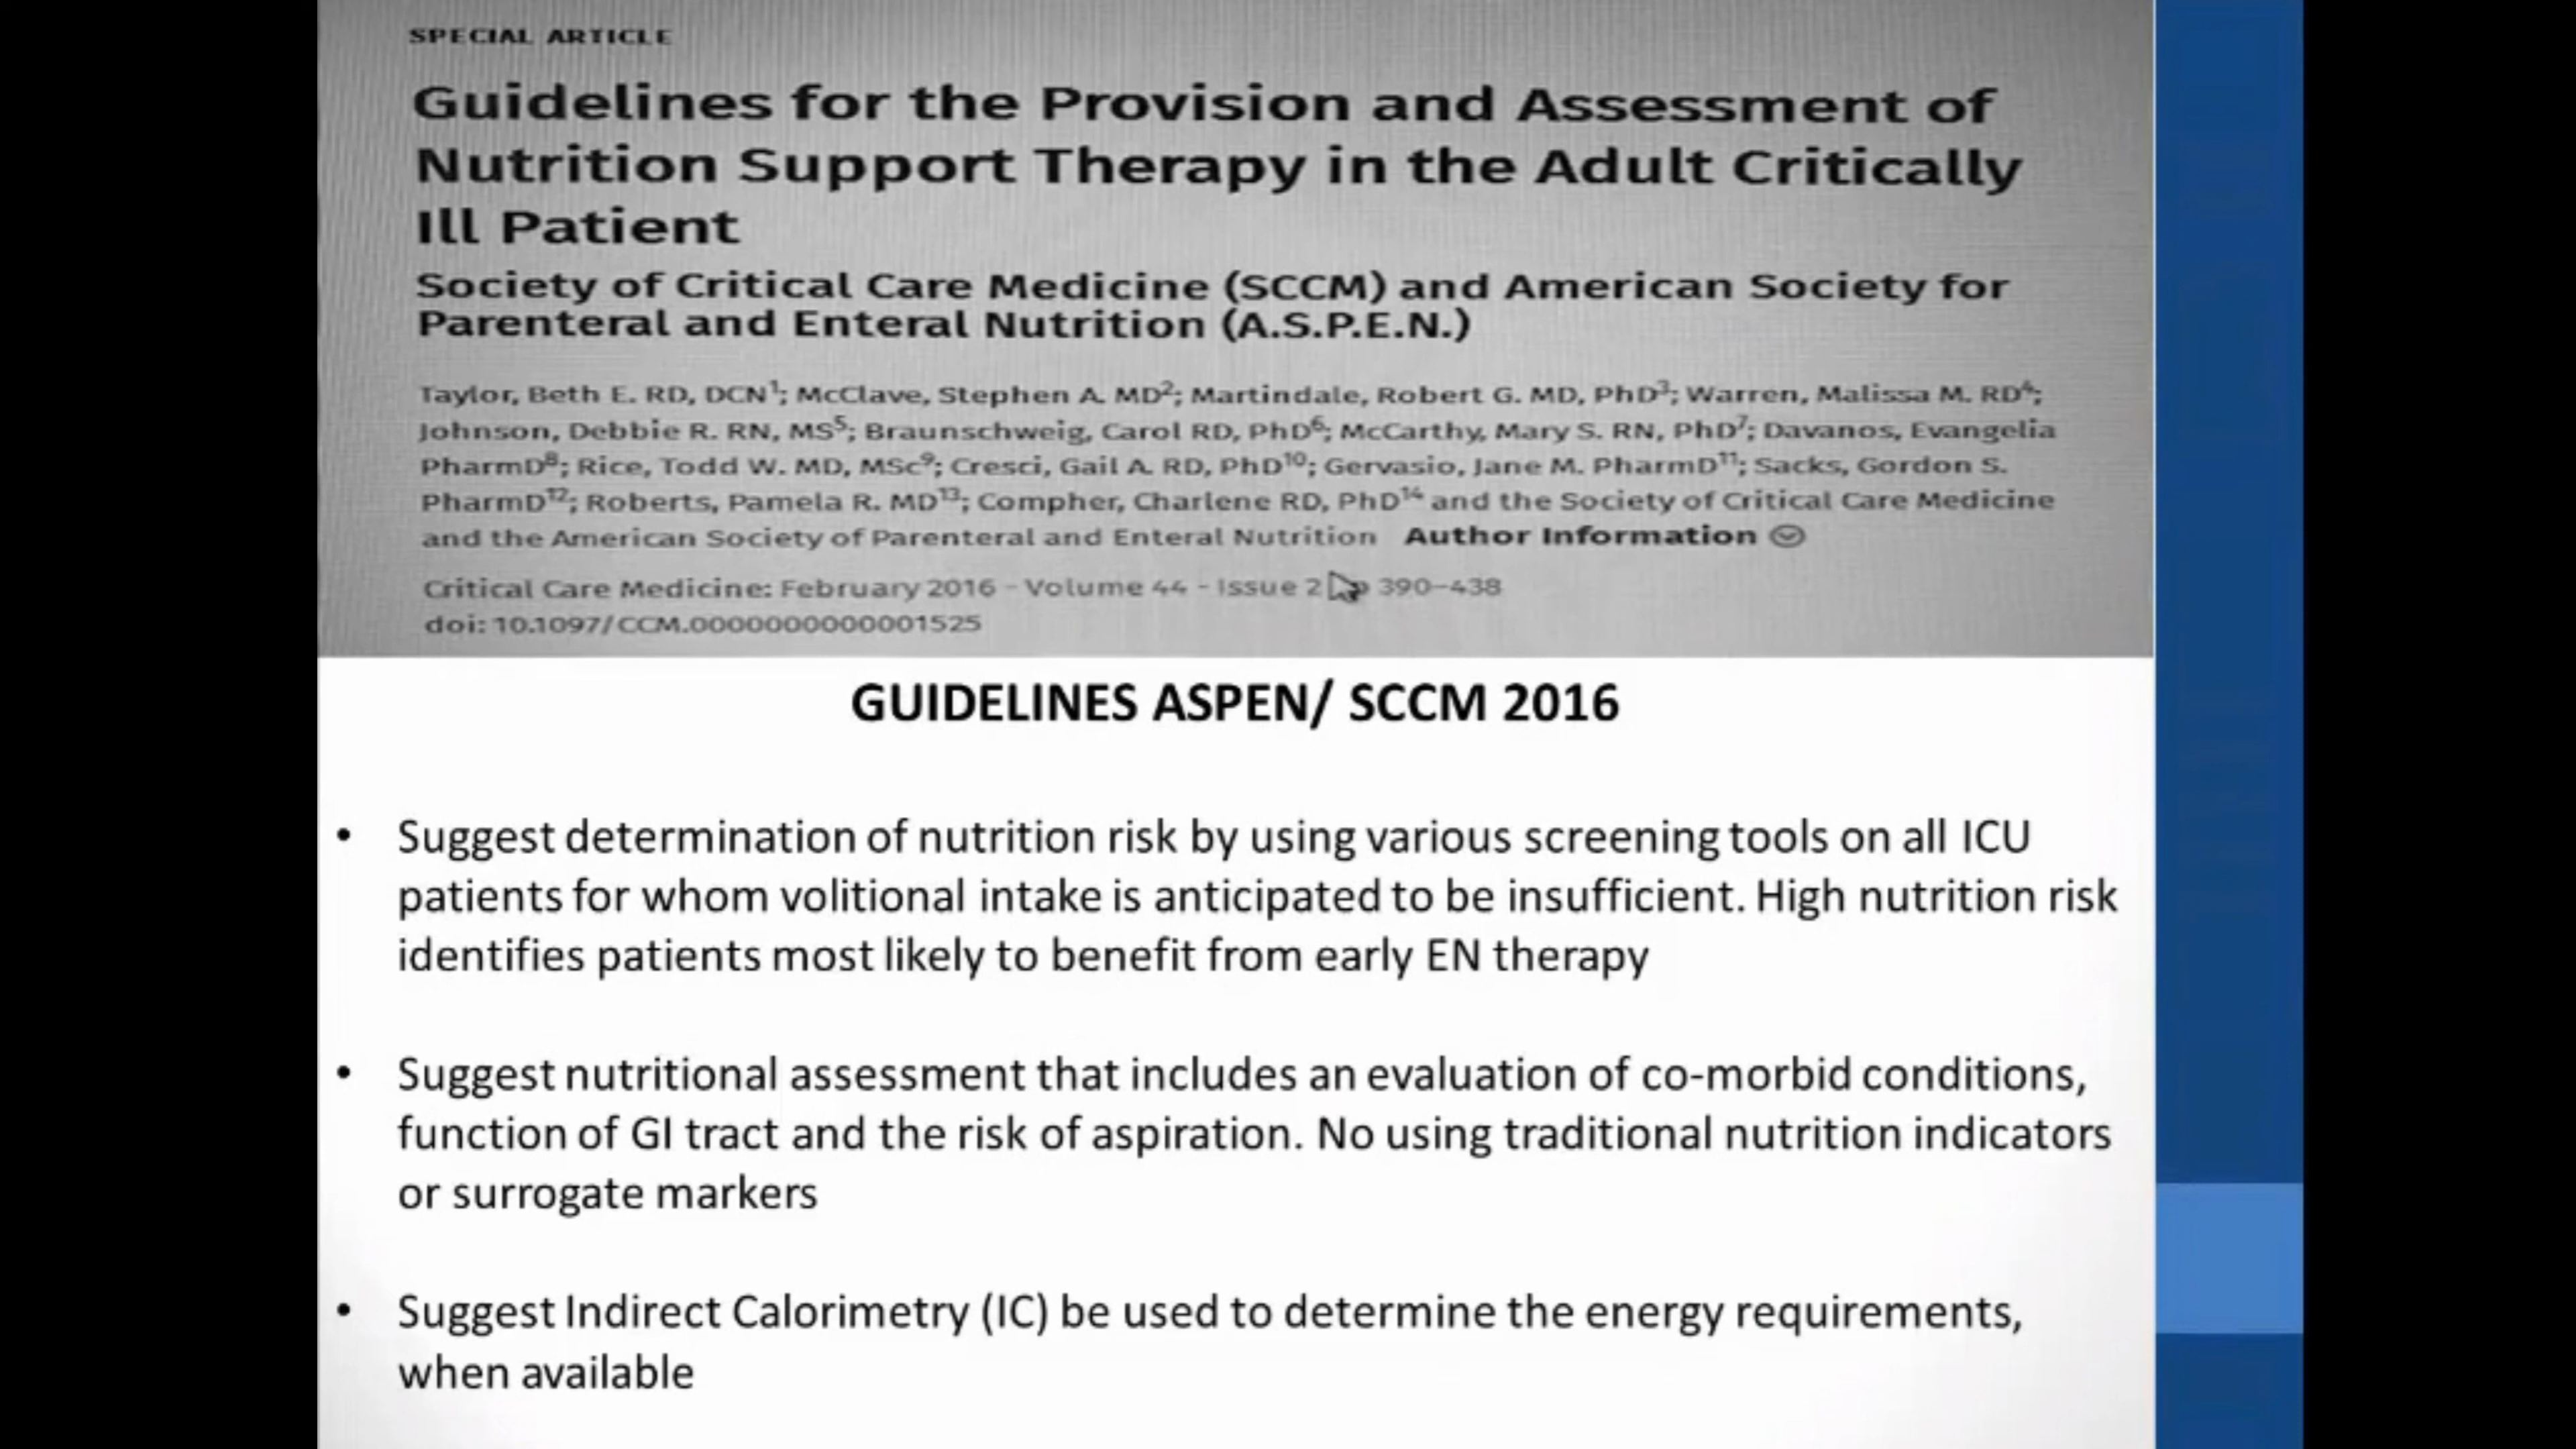 SPECIAL ARTICLE
Guidelines for the Provision and Assessment of
Nutrition Support Therapy in the Adult Critically
Ill Patient
Society of Critical Care Medicine (SCCM) and American Society for
Parenteral and Enteral Nutrition (A.S.P.E.N.)
Taylor, Beth E. RD, DCN1; McClave, Stephen A. MD2; Martindale, Robert G. MD, PhD3; Warren, Malissa M. RD4;
Johnson, Debbie R. RN, MS5; Braunschweig, Carol RD, PhD6; McCarthy, Mary S. RN, PhD7; Davanos, Evangelia
PharmD8; Rice, Todd W. MD, MSc9; Cresci, Gail A. RD, PhD10; Gervasio, Jane M. PharmD11; Sacks, Gordon S.
PharmD12; Roberts, Pamela R. MD13; Compher, Charlene RD, PhD14 and the Society of Critical Care Medicine
and the American Society of Parenteral and Enteral Nutrition Author Information
Critical Care Medicine: February 2016 - Volume 44 - Issue 2 390-438
doi: 10.1097/CCM.0000000000001525
GUIDELINES ASPEN/ SCCM 2016
• Suggest determination of nutrition risk by using various screening tools on all ICU
patients for whom volitional intake is anticipated to be insufficient. High nutrition risk
identifies patients most likely to benefit from early EN therapy
• Suggest nutritional assessment that includes an evaluation of co-morbid conditions,
function of GI tract and the risk of aspiration. No using traditional nutrition indicators
or surrogate markers
• Suggest Indirect Calorimetry (IC) be used to determine the energy requirements,
when available